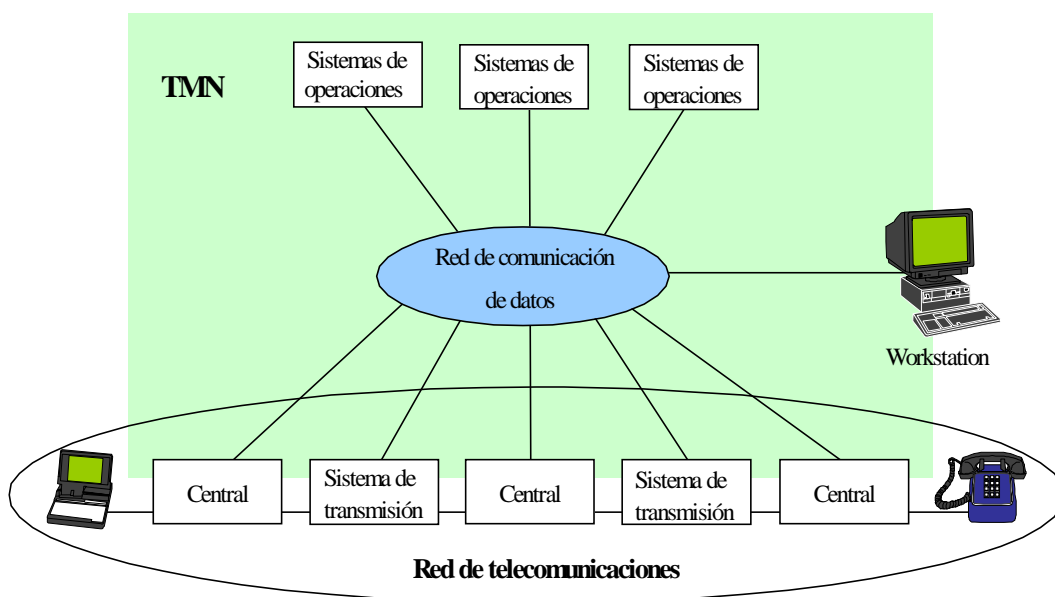 TMN
Sistemas de
operaciones
Sistemas de
operaciones
Sistemas de
operaciones
Red de comunicación
de datos
Workstation
Central
Sistema de
transmisión
Central
Sistema de
transmisión
Central
Red de telecomunicaciones